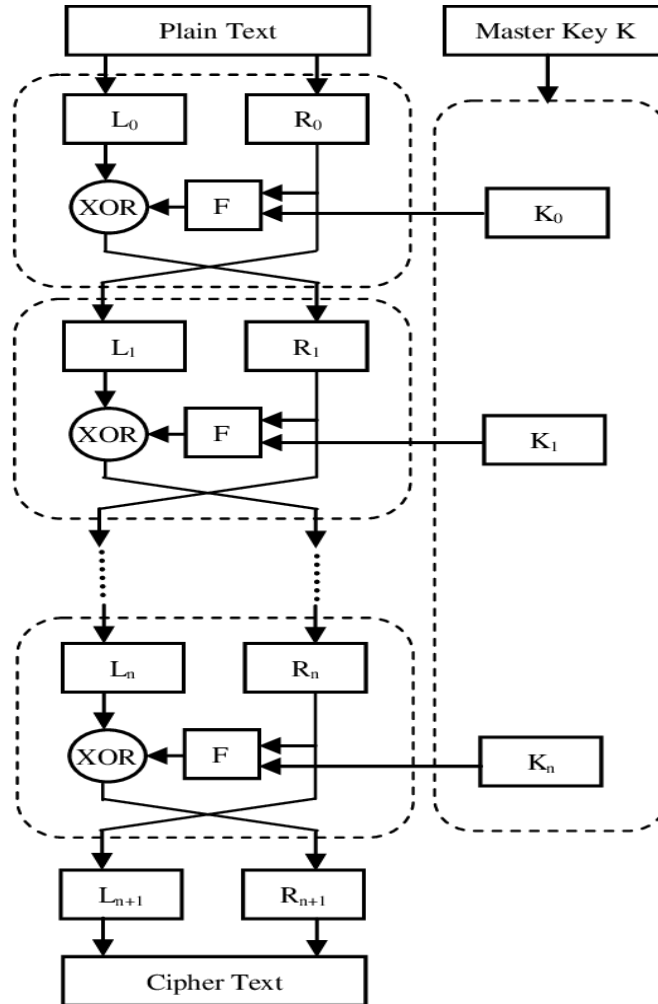 Plain Text
Master Key K
L₀
R₀
XOR
F
K₀
L₁
R₁
XOR
F
K₁
Lₙ
Rₙ
XOR
F
Kₙ
Lₙ₊₁
Rₙ₊₁
Cipher Text